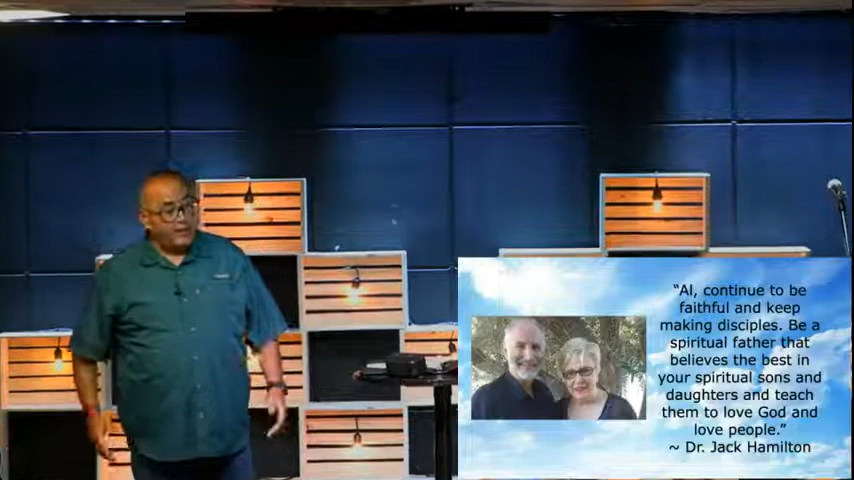 “Al, continue to be
faithful and keep
making disciples. Be a
spiritual father that
believes the best in
your spiritual sons and
daughters and teach
them to love God and
love people.”
~ Dr. Jack Hamilton